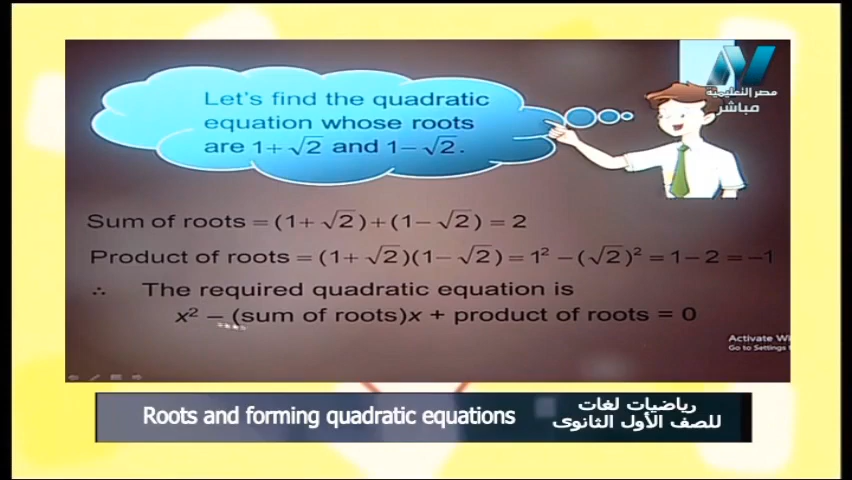 مصر التعليمية
مباشر
Let's find the quadratic
equation whose roots
are 1+ √2 and 1– √2.
Sum of roots = (1+ √2)+(1– √2) = 2
Product of roots = (1+ √2)(1– √2) = 1² –(√2)² = 1– 2 = –1
∴ The required quadratic equation is
x² – (sum of roots)x + product of roots = 0
Activate Wi
Go to Settings
Roots and forming quadratic equations
رياضيات لغات
للصف الأول الثانوى